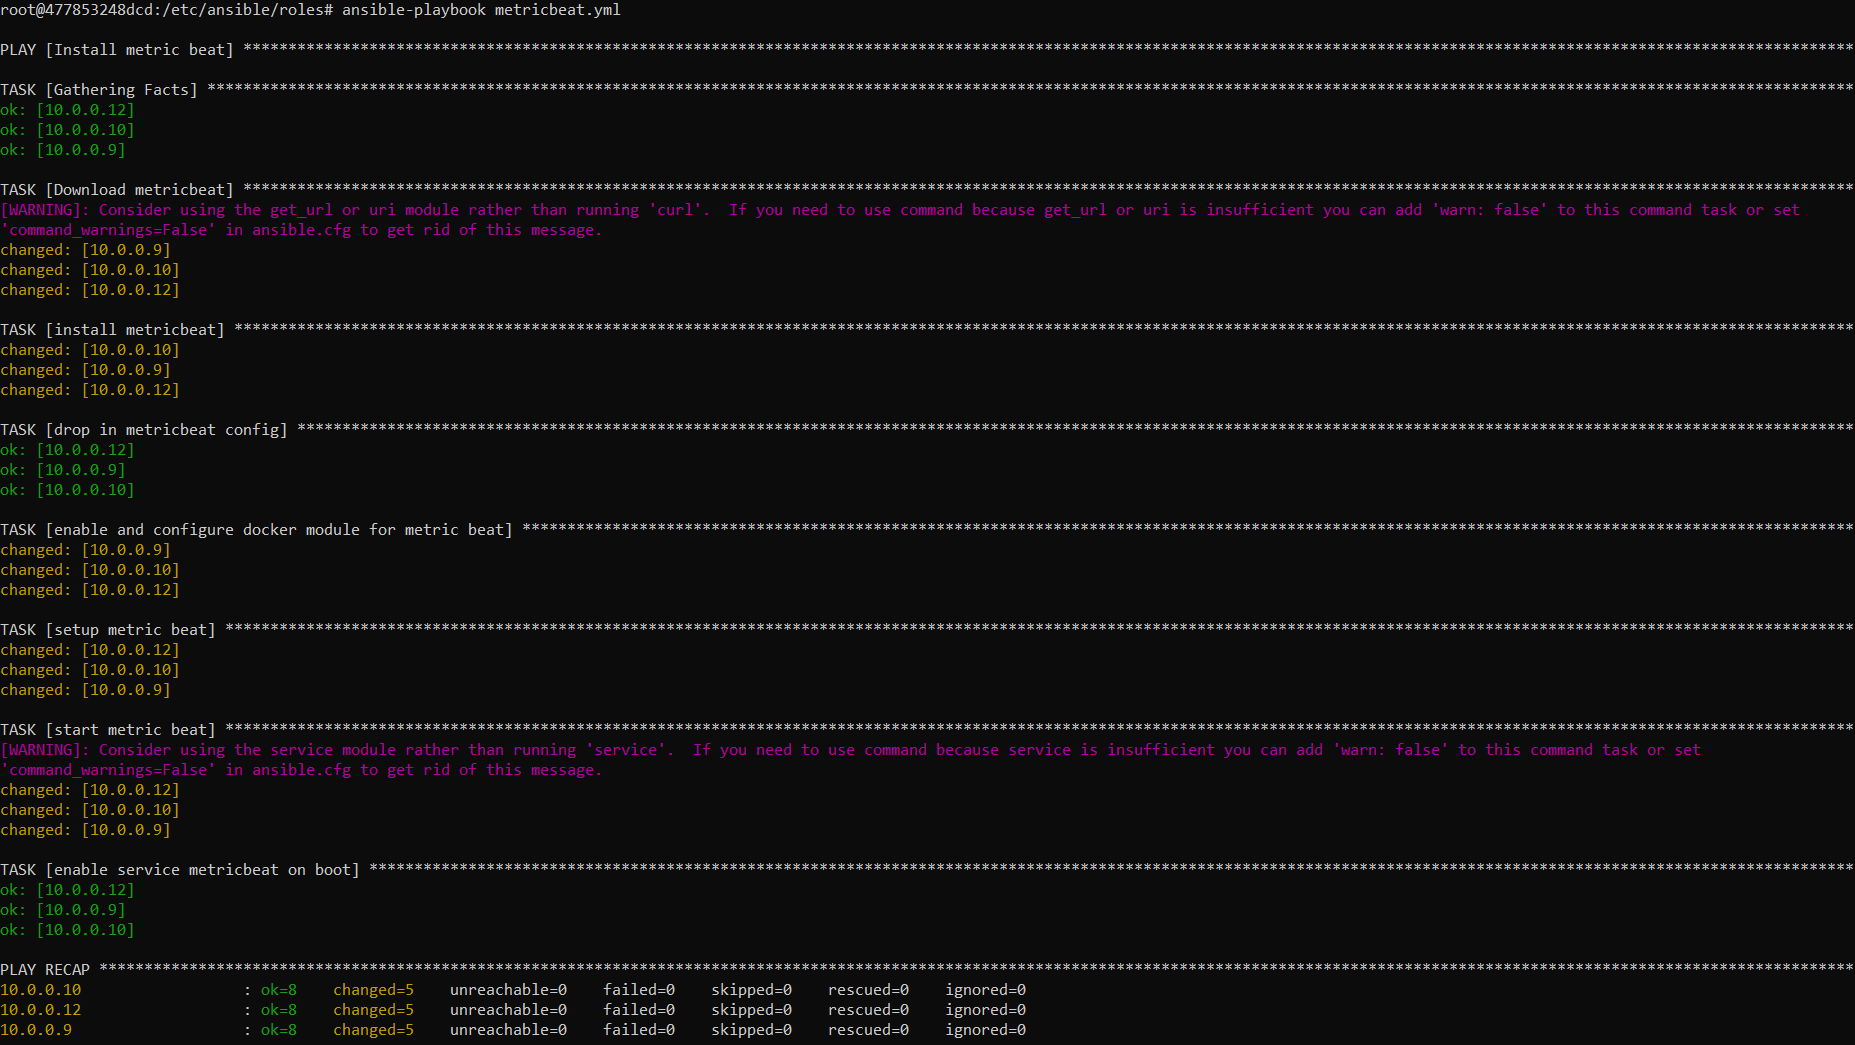 root@477853248dcd:/etc/ansible/roles# ansible-playbook metricbeat.yml
PLAY [Install metric beat] ***********************************************************************************************************************************************************************************
TASK [Gathering Facts] ***************************************************************************************************************************************************************************************
ok: [10.0.0.12]
ok: [10.0.0.10]
ok: [10.0.0.9]
TASK [Download metricbeat] ***********************************************************************************************************************************************************************************
[WARNING]: Consider using the get_url or uri module rather than running 'curl'.  If you need to use command because get_url or uri is insufficient you can add 'warn: false' to this command task or set
'command_warnings=False' in ansible.cfg to get rid of this message.
changed: [10.0.0.9]
changed: [10.0.0.10]
changed: [10.0.0.12]
TASK [install metricbeat] ************************************************************************************************************************************************************************************
changed: [10.0.0.10]
changed: [10.0.0.9]
changed: [10.0.0.12]
TASK [drop in metricbeat config] *****************************************************************************************************************************************************************************
ok: [10.0.0.12]
ok: [10.0.0.9]
ok: [10.0.0.10]
TASK [enable and configure docker module for metric beat] ****************************************************************************************************************************************************
changed: [10.0.0.9]
changed: [10.0.0.10]
changed: [10.0.0.12]
TASK [setup metric beat] *************************************************************************************************************************************************************************************
changed: [10.0.0.12]
changed: [10.0.0.10]
changed: [10.0.0.9]
TASK [start metric beat] *************************************************************************************************************************************************************************************
[WARNING]: Consider using the service module rather than running 'service'.  If you need to use command because service is insufficient you can add 'warn: false' to this command task or set
'command_warnings=False' in ansible.cfg to get rid of this message.
changed: [10.0.0.12]
changed: [10.0.0.10]
changed: [10.0.0.9]
TASK [enable service metricbeat on boot] *********************************************************************************************************************************************************************
ok: [10.0.0.12]
ok: [10.0.0.9]
ok: [10.0.0.10]
PLAY RECAP ***************************************************************************************************************************************************************************************************
10.0.0.10                  : ok=8    changed=5    unreachable=0    failed=0    skipped=0    rescued=0    ignored=0
10.0.0.12                  : ok=8    changed=5    unreachable=0    failed=0    skipped=0    rescued=0    ignored=0
10.0.0.9                   : ok=8    changed=5    unreachable=0    failed=0    skipped=0    rescued=0    ignored=0